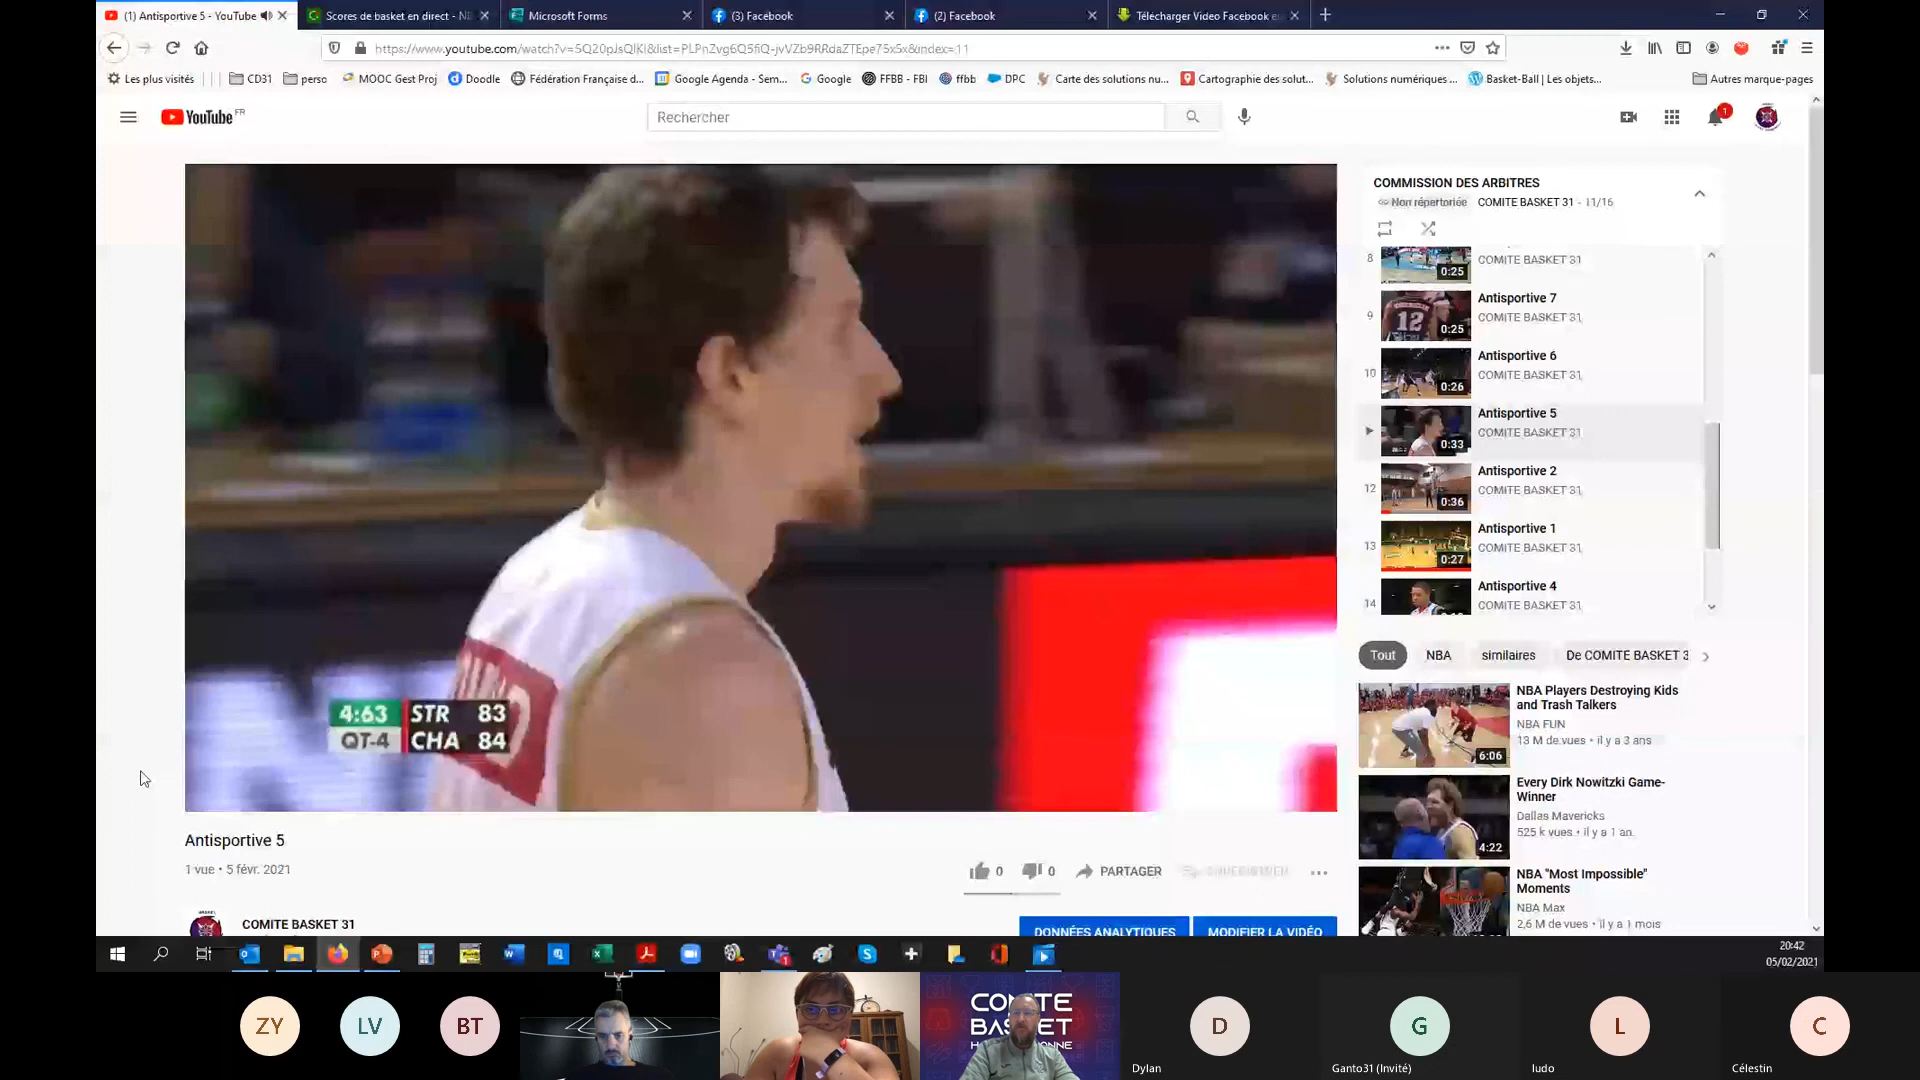 (1) Antisportive 5 - YouTube
Scores de basket en direct - NB
Microsoft Forms
(3) Facebook
(2) Facebook
Télécharger Video Facebook e
https://www.youtube.com/watch?v=5Q20pJsQlKI&list=PLPnZvg6Q5fiQ-jvVZb9RRdaZTEpe75x5x&index=11
Les plus visités
CD31
perso
MOOC Gest Proj
Doodle
Fédération Française d...
Google Agenda - Sem...
Google
FFBB - FBI
ffbb
DPC
Carte des solutions nu...
Cartographie des solut...
Solutions numériques ...
Basket-Ball | Les objets...
Autres marque-pages
YouTube FR
Rechercher
1
4:63 STR 83
QT-4 CHA 84
COMMISSION DES ARBITRES
Non répertoriée COMITE BASKET 31 - 11/16
8
0:25
COMITE BASKET 31
9
12
0:25
Antisportive 7
COMITE BASKET 31
10
0:26
Antisportive 6
COMITE BASKET 31
0:33
Antisportive 5
COMITE BASKET 31
12
0:36
Antisportive 2
COMITE BASKET 31
13
0:27
Antisportive 1
COMITE BASKET 31
14
Antisportive 4
COMITE BASKET 31
Tout
NBA
similaires
De COMITE BASKET 3
NBA Players Destroying Kids
and Trash Talkers
NBA FUN
13 M de vues • il y a 3 ans
6:06
Every Dirk Nowitzki Game-
Winner
Dallas Mavericks
525 k vues • il y a 1 an
4:22
NBA "Most Impossible"
Moments
NBA Max
2,6 M de vues • il y a 1 mois
Antisportive 5
1 vue • 5 févr. 2021
0
0
PARTAGER
ENREGISTRER
COMITE BASKET 31
DONNÉES ANALYTIQUES
MODIFIER LA VIDÉO
20:42
05/02/2021
ZY
LV
BT
COMITE
BASKET
D
Dylan
G
Ganto31 (Invité)
L
ludo
C
Célestin